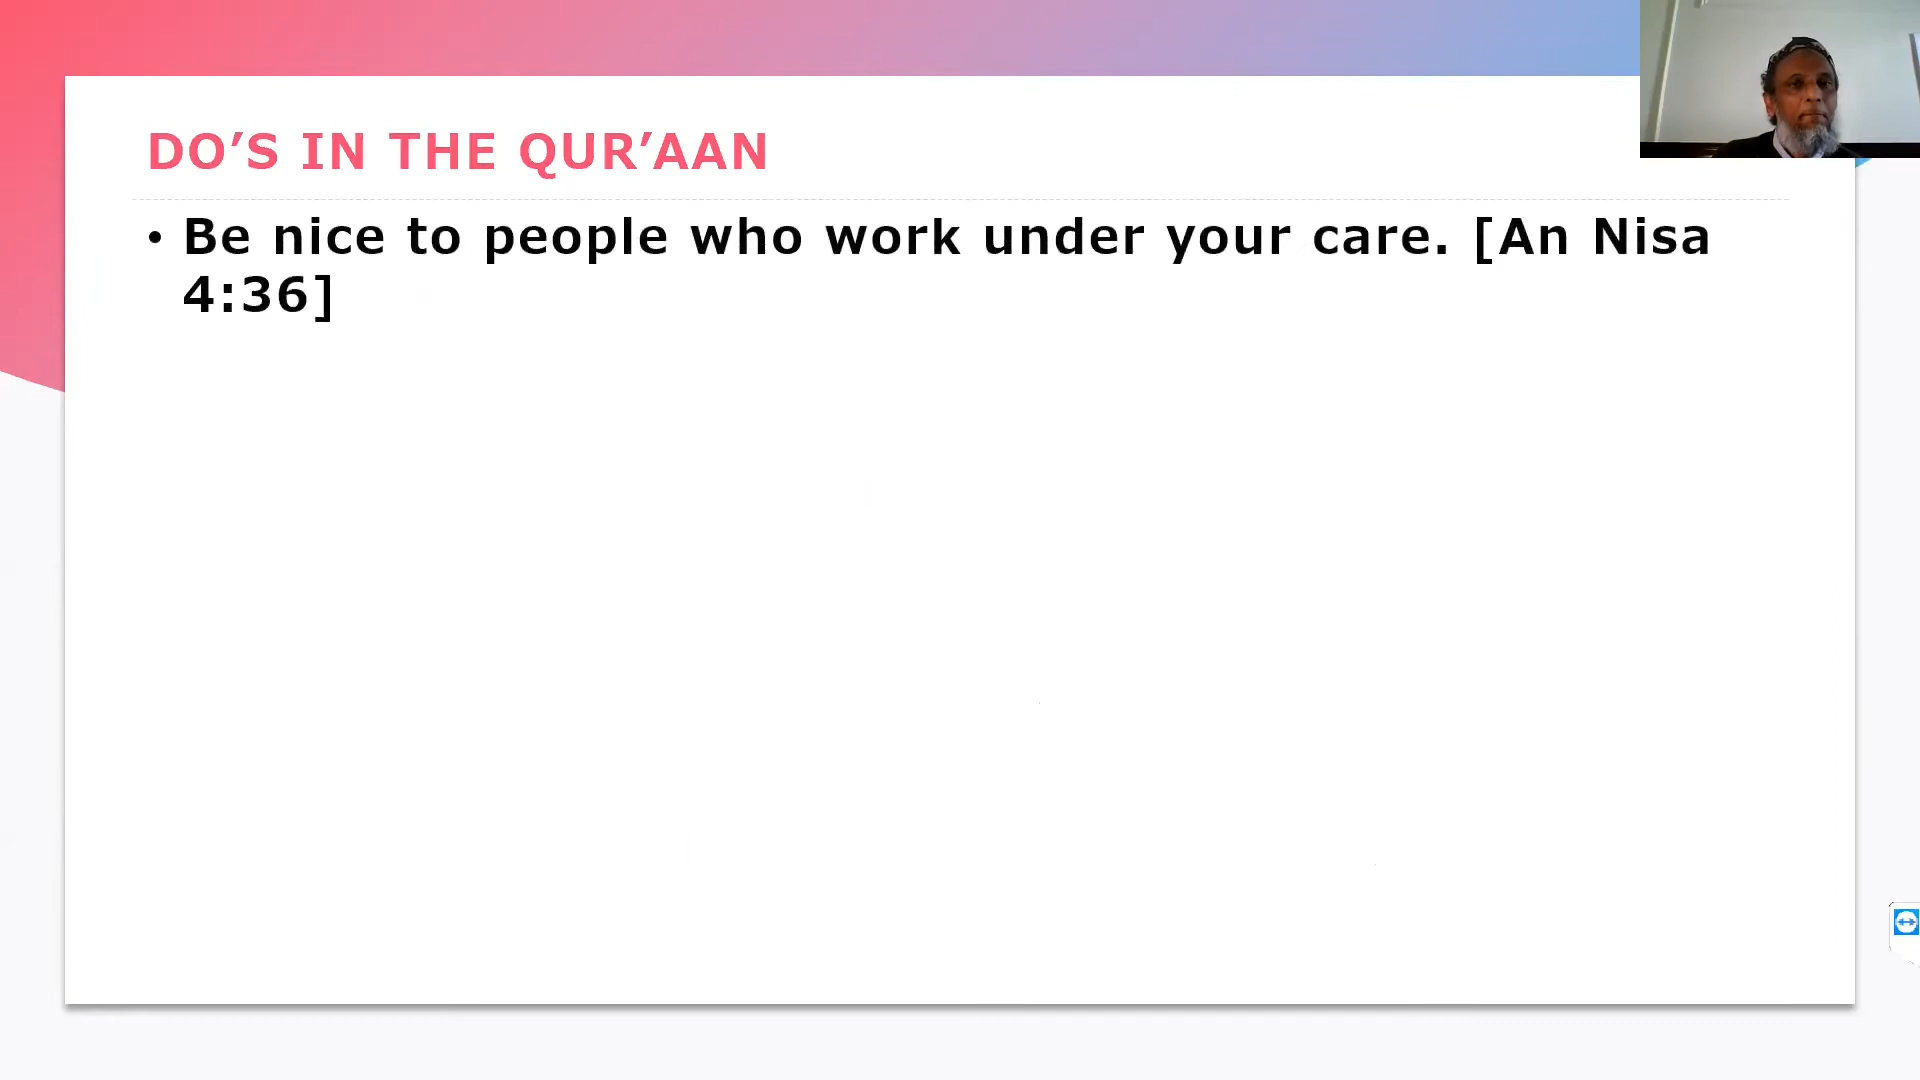 DO’S IN THE QUR’AAN
• Be nice to people who work under your care. [An Nisa
4:36]